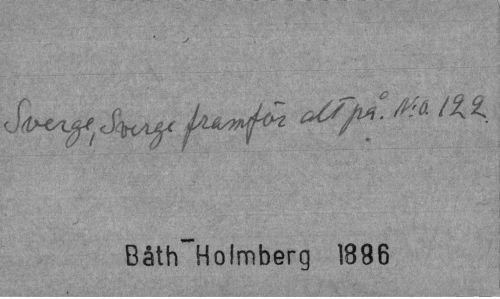 Sverge, Sverge framför alt på. N:o. 122.
Båth-Holmberg 1886